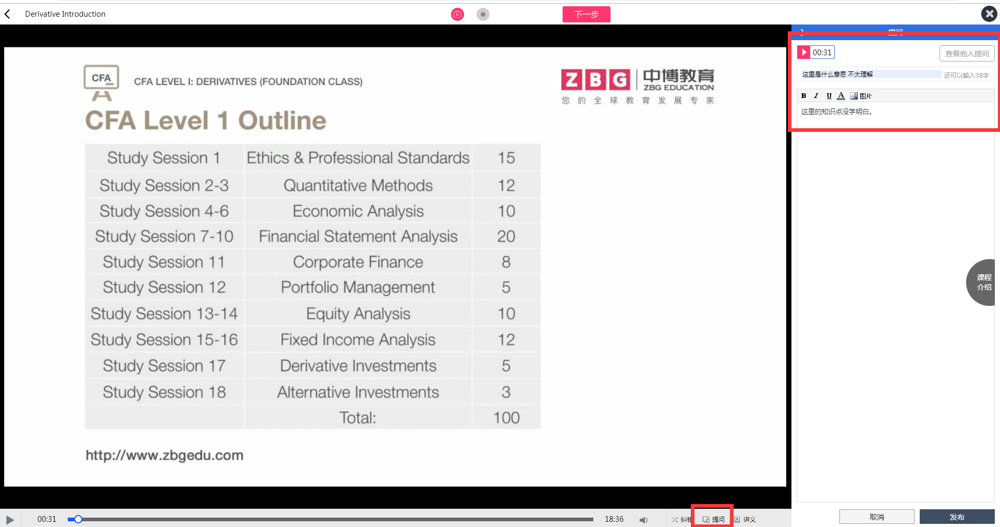 Derivative Introduction
下一步
提问
00:31
查看他人提问
这里是什么意思 不太理解
还可以输入38字
B I U A 图片
这里的知识点没学明白。
CFA
CFA LEVEL I: DERIVATIVES (FOUNDATION CLASS)
ZBG 中博教育
ZBG EDUCATION
您的全球教育发展专家
CFA Level 1 Outline
Study Session 1 Ethics & Professional Standards 15
Study Session 2-3 Quantitative Methods 12
Study Session 4-6 Economic Analysis 10
Study Session 7-10 Financial Statement Analysis 20
Study Session 11 Corporate Finance 8
Study Session 12 Portfolio Management 5
Study Session 13-14 Equity Analysis 10
Study Session 15-16 Fixed Income Analysis 12
Study Session 17 Derivative Investments 5
Study Session 18 Alternative Investments 3
Total: 100
http://www.zbgedu.com
课程
介绍
00:31
18:36
纠错
提问
讲义
取消
发布